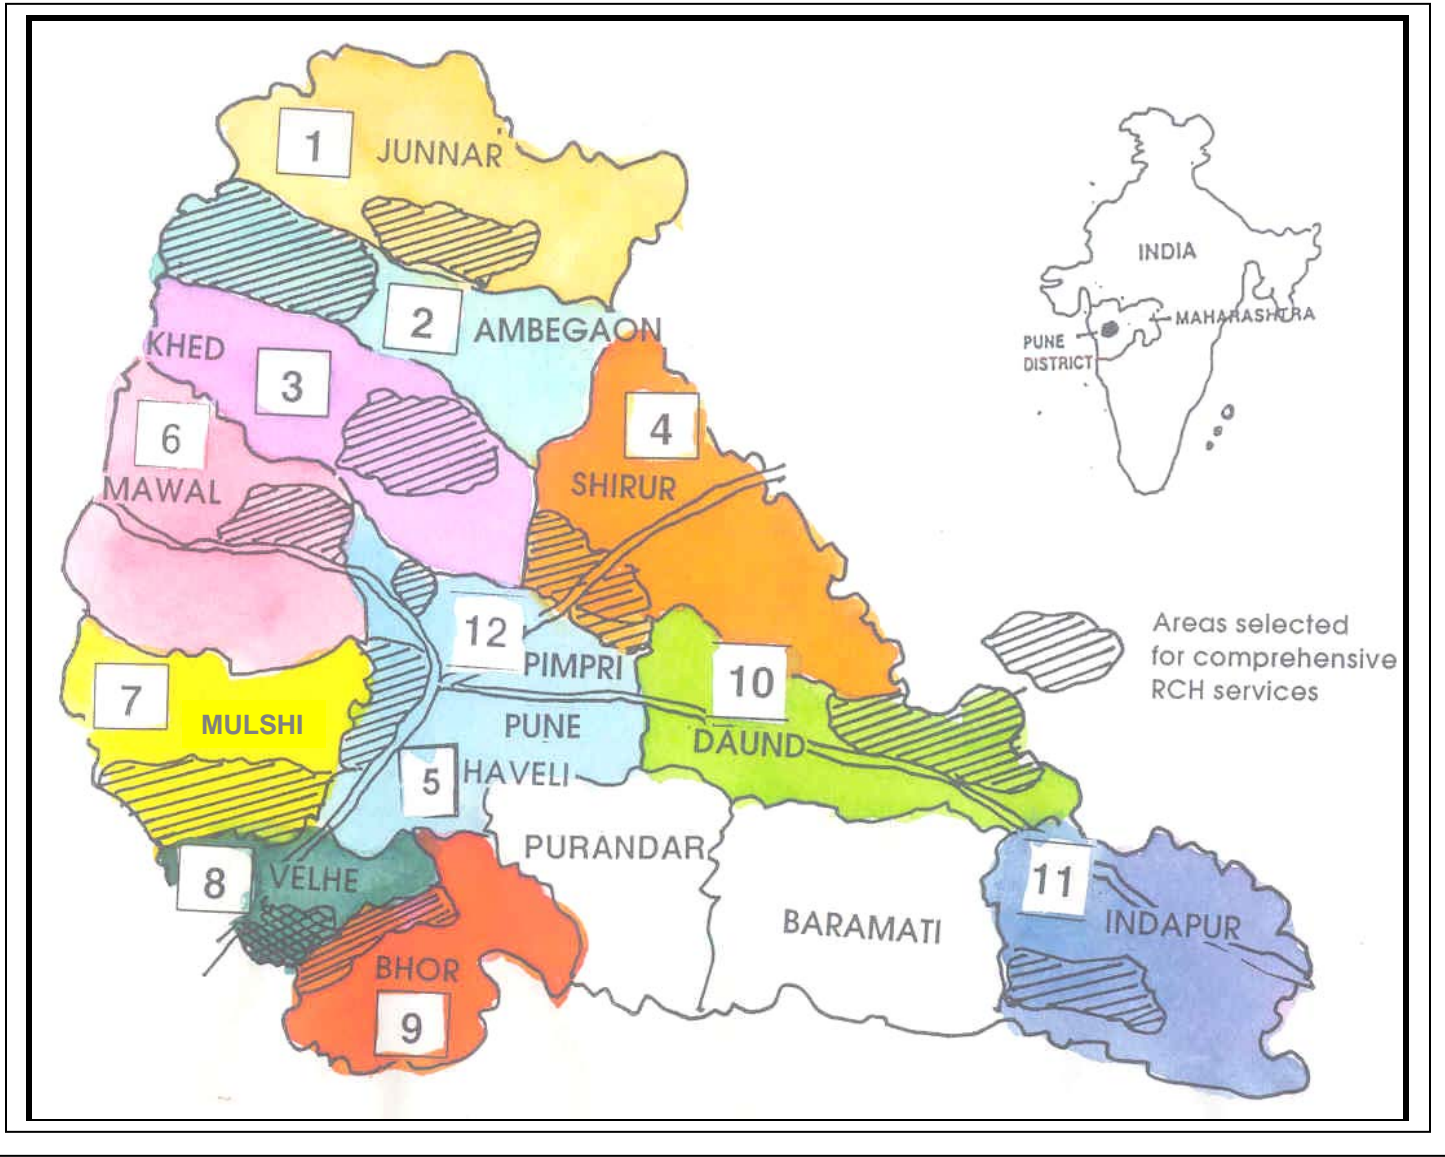 1
JUNNAR
INDIA
2
AMBEGAON
MAHARASHTRA
PUNE
DISTRICT
KHED
3
4
6
SHIRUR
MAWAL
Areas selected
for comprehensive
RCH services
12
PIMPRI
10
7
MULSHI
PUNE
DAUND
5
HAVELI
PURANDAR
8
VELHE
11
BARAMATI
INDAPUR
BHOR
9